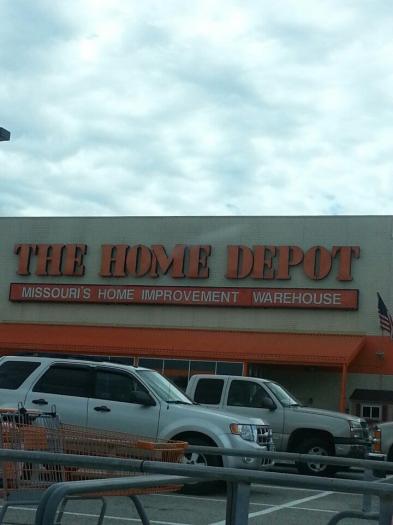 THE HOME DEPOT
MISSOURI'S HOME IMPROVEMENT WAREHOUSE